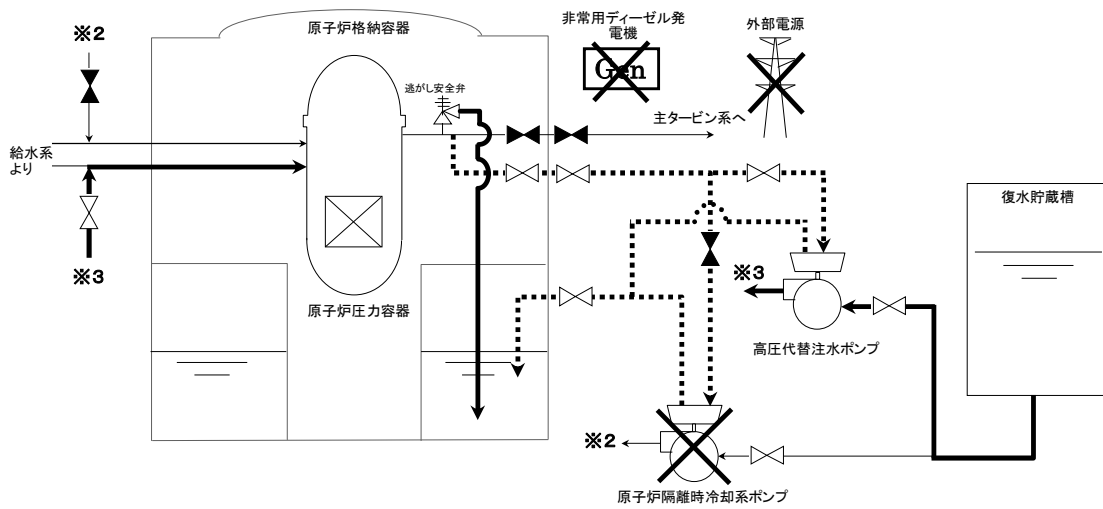 原子炉格納容器
非常用ディーゼル発
電機
Gen
外部電源
※2
逃がし安全弁
主タービン系へ
給水系
より
復水貯蔵槽
※3
※3
原子炉圧力容器
高圧代替注水ポンプ
※2
原子炉隔離時冷却系ポンプ